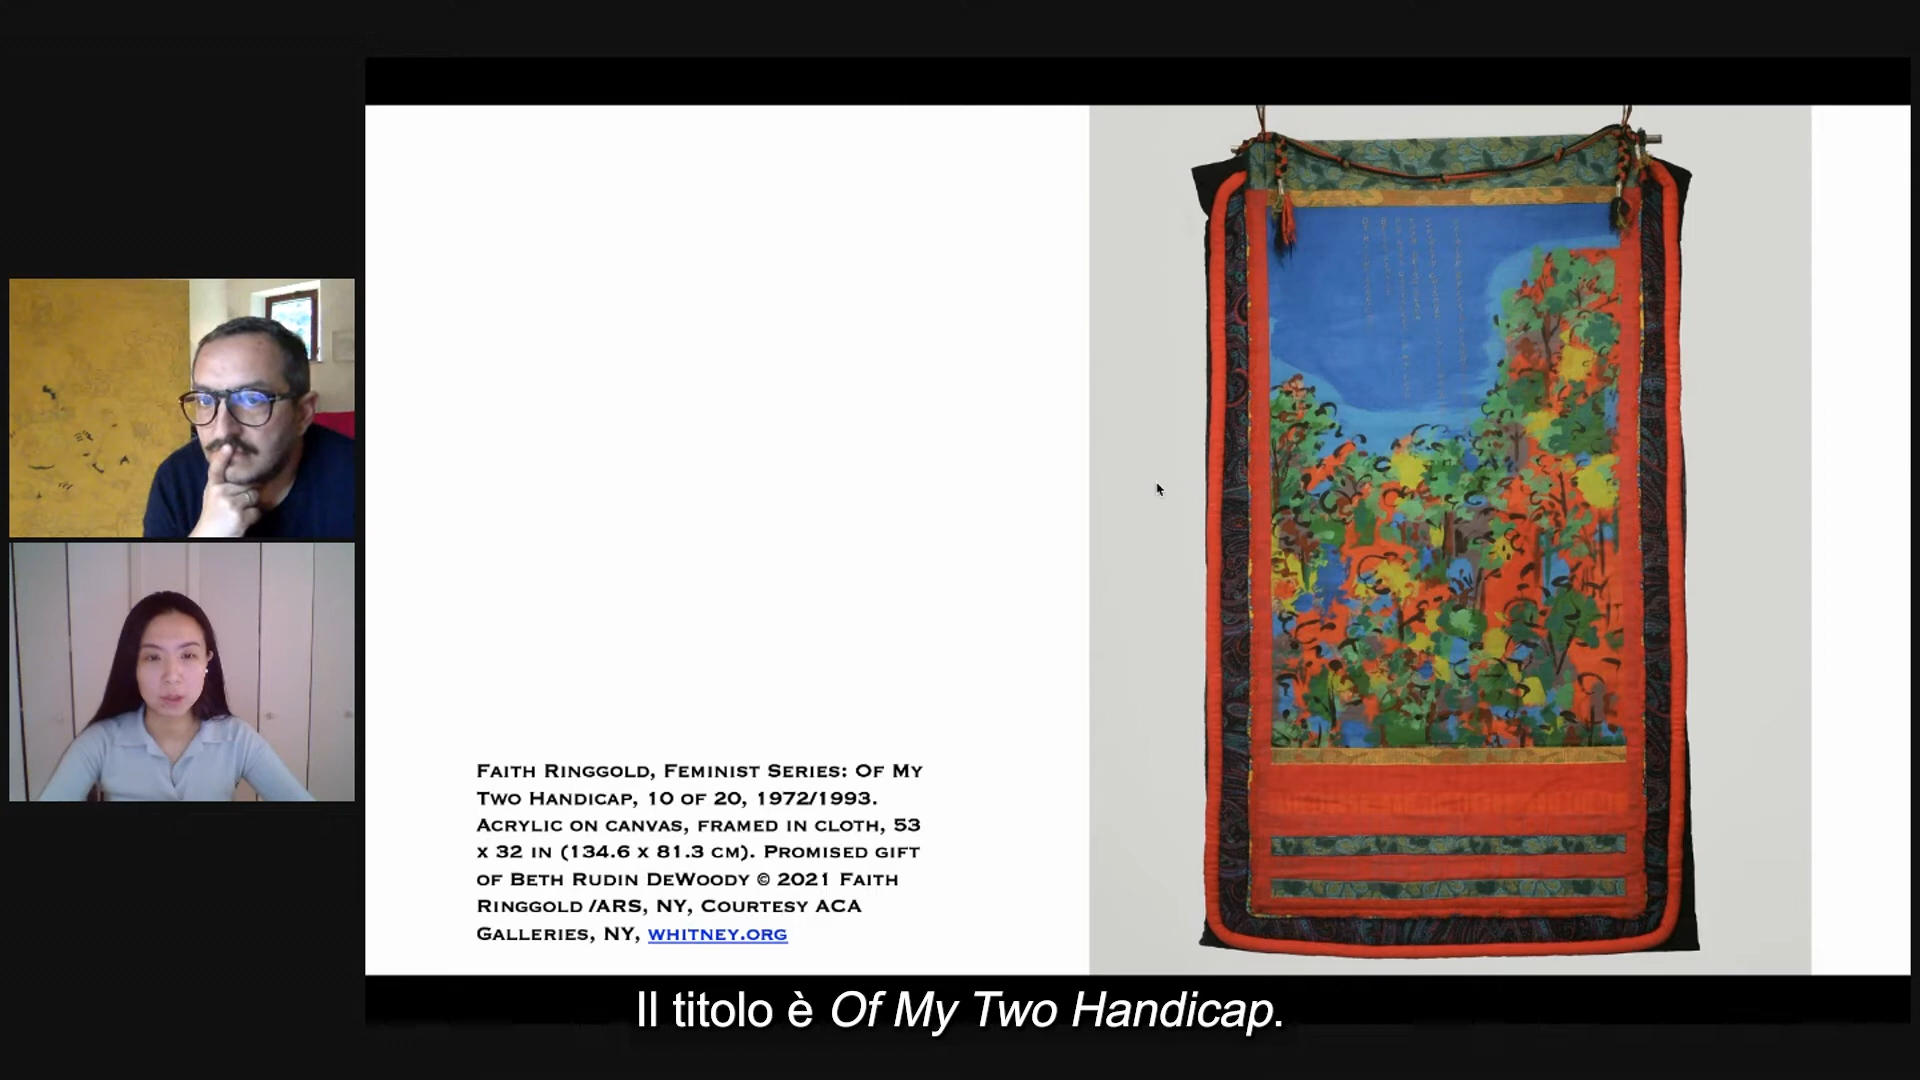 Faith Ringgold, Feminist Series: Of My
Two Handicap, 10 of 20, 1972/1993.
Acrylic on canvas, framed in cloth, 53
x 32 in (134.6 x 81.3 cm). Promised gift
of Beth Rudin DeWoody © 2021 Faith
Ringgold /ARS, NY, Courtesy ACA
Galleries, NY, whitney.org
Il titolo è Of My Two Handicap.